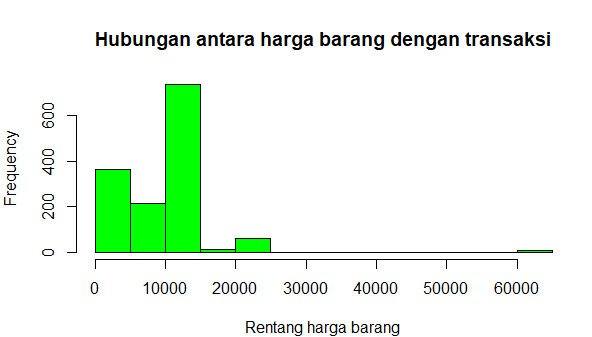 Hubungan antara harga barang dengan transaksi
Frequency
600
400
200
0
0 10000 20000 30000 40000 50000 60000
Rentang harga barang